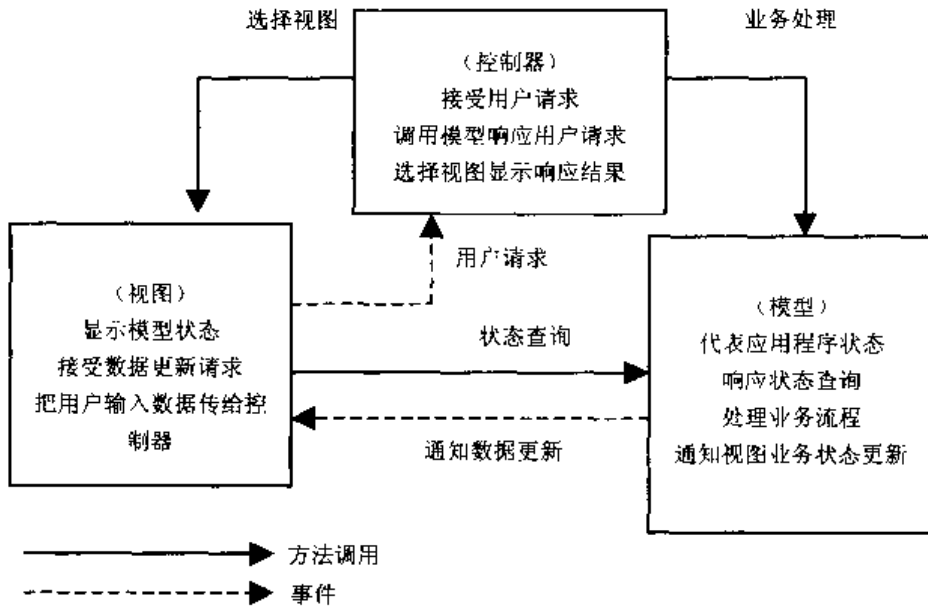 选择视图
业务处理
（控制器）
接受用户请求
调用模型响应用户请求
选择视图显示响应结果
用户请求
（视图）
显示模型状态
接受数据更新请求
把用户输入数据传给控
制器
状态查询
通知数据更新
（模型）
代表应用程序状态
响应状态查询
处理业务流程
通知视图业务状态更新
方法调用
事件